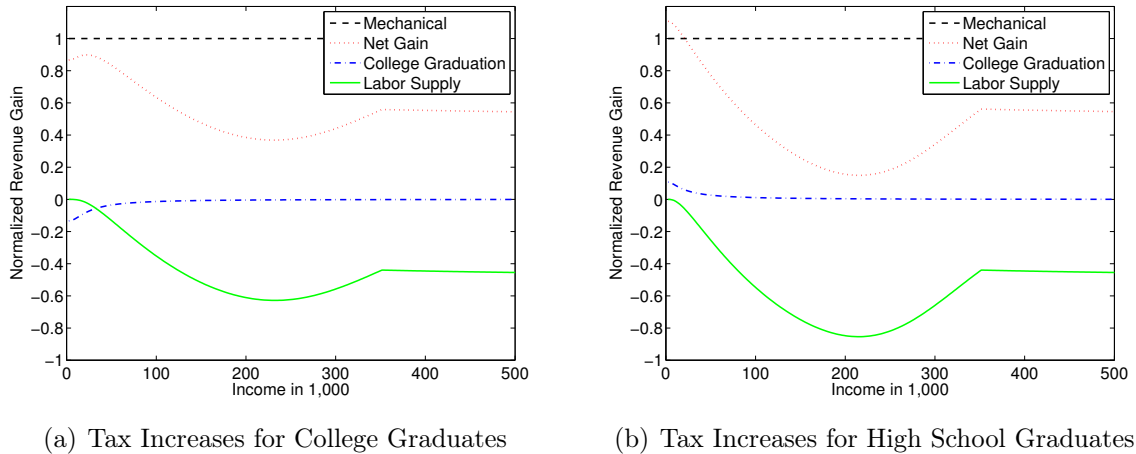 Normalized Revenue Gain
1
0.8
0.6
0.4
0.2
0
−0.2
−0.4
−0.6
−0.8
−1
0
100
200
300
400
500
Income in 1,000
Mechanical
Net Gain
College Graduation
Labor Supply
(a) Tax Increases for College Graduates
Normalized Revenue Gain
1
0.8
0.6
0.4
0.2
0
−0.2
−0.4
−0.6
−0.8
−1
0
100
200
300
400
500
Income in 1,000
Mechanical
Net Gain
College Graduation
Labor Supply
(b) Tax Increases for High School Graduates